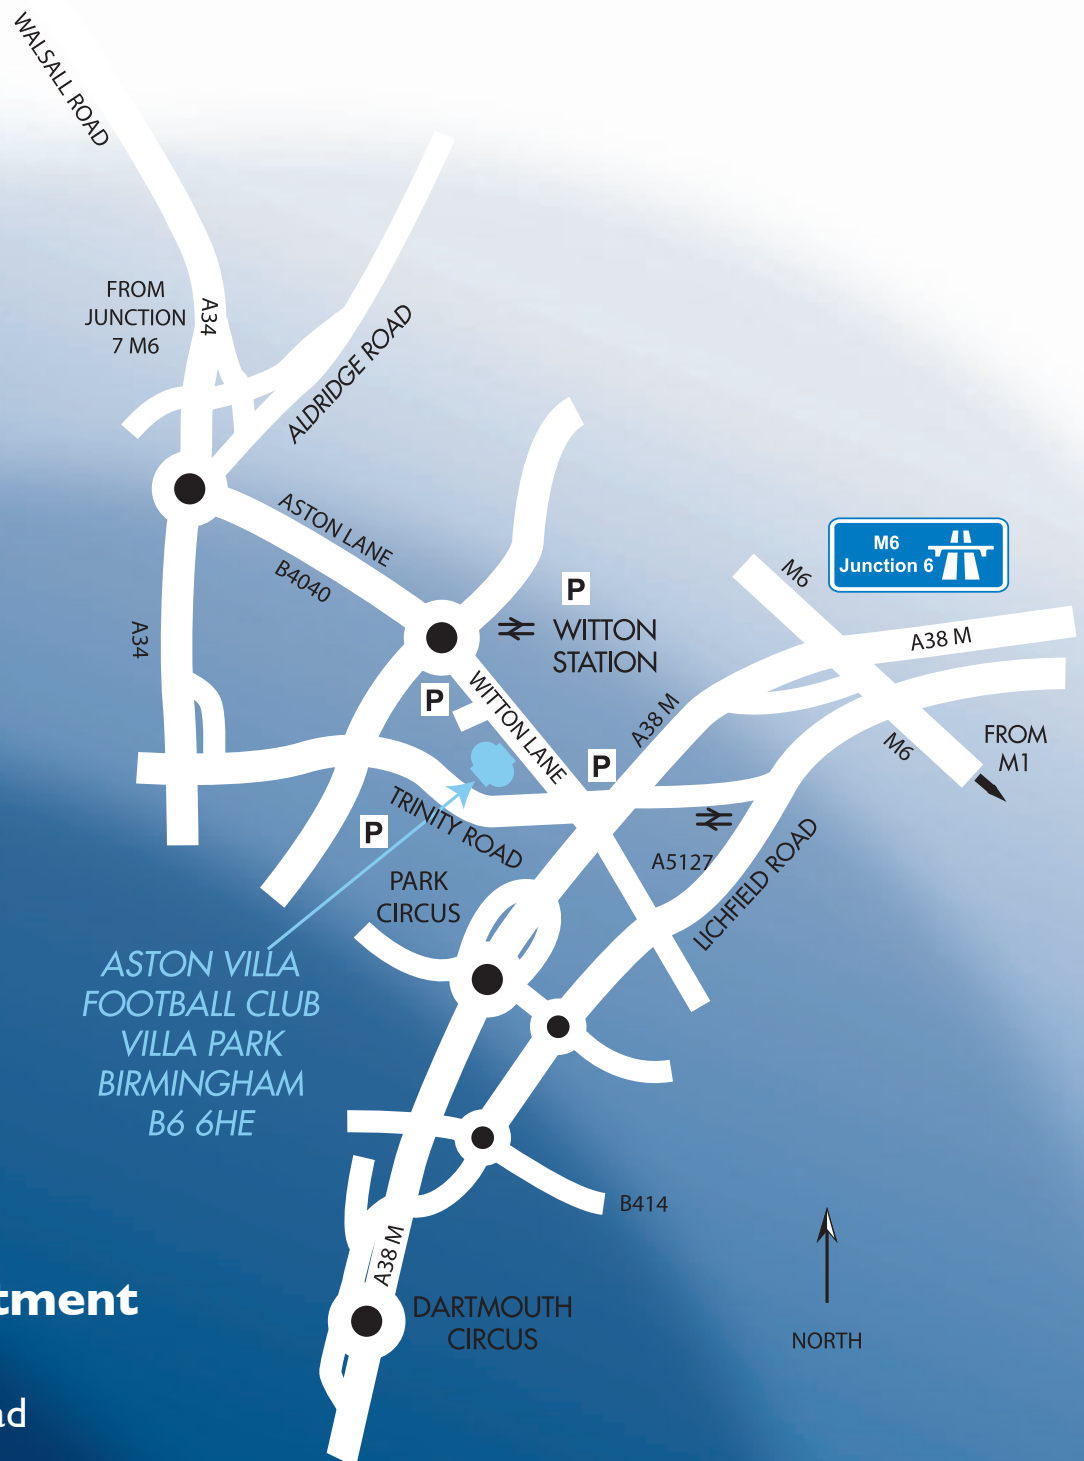 WALSALL ROAD
FROM
JUNCTION
7 M6
A34
ALDRIDGE ROAD
ASTON LANE
B4040
A34
M6
Junction 6
P
WITTON
STATION
M6
A38 M
P
WITTON LANE
A38 M
M6
FROM
M1
P
TRINITY ROAD
P
A5127
LICHFIELD ROAD
PARK
CIRCUS
ASTON VILLA
FOOTBALL CLUB
VILLA PARK
BIRMINGHAM
B6 6HE
B414
A38 M
DARTMOUTH
CIRCUS
NORTH
tment
ad